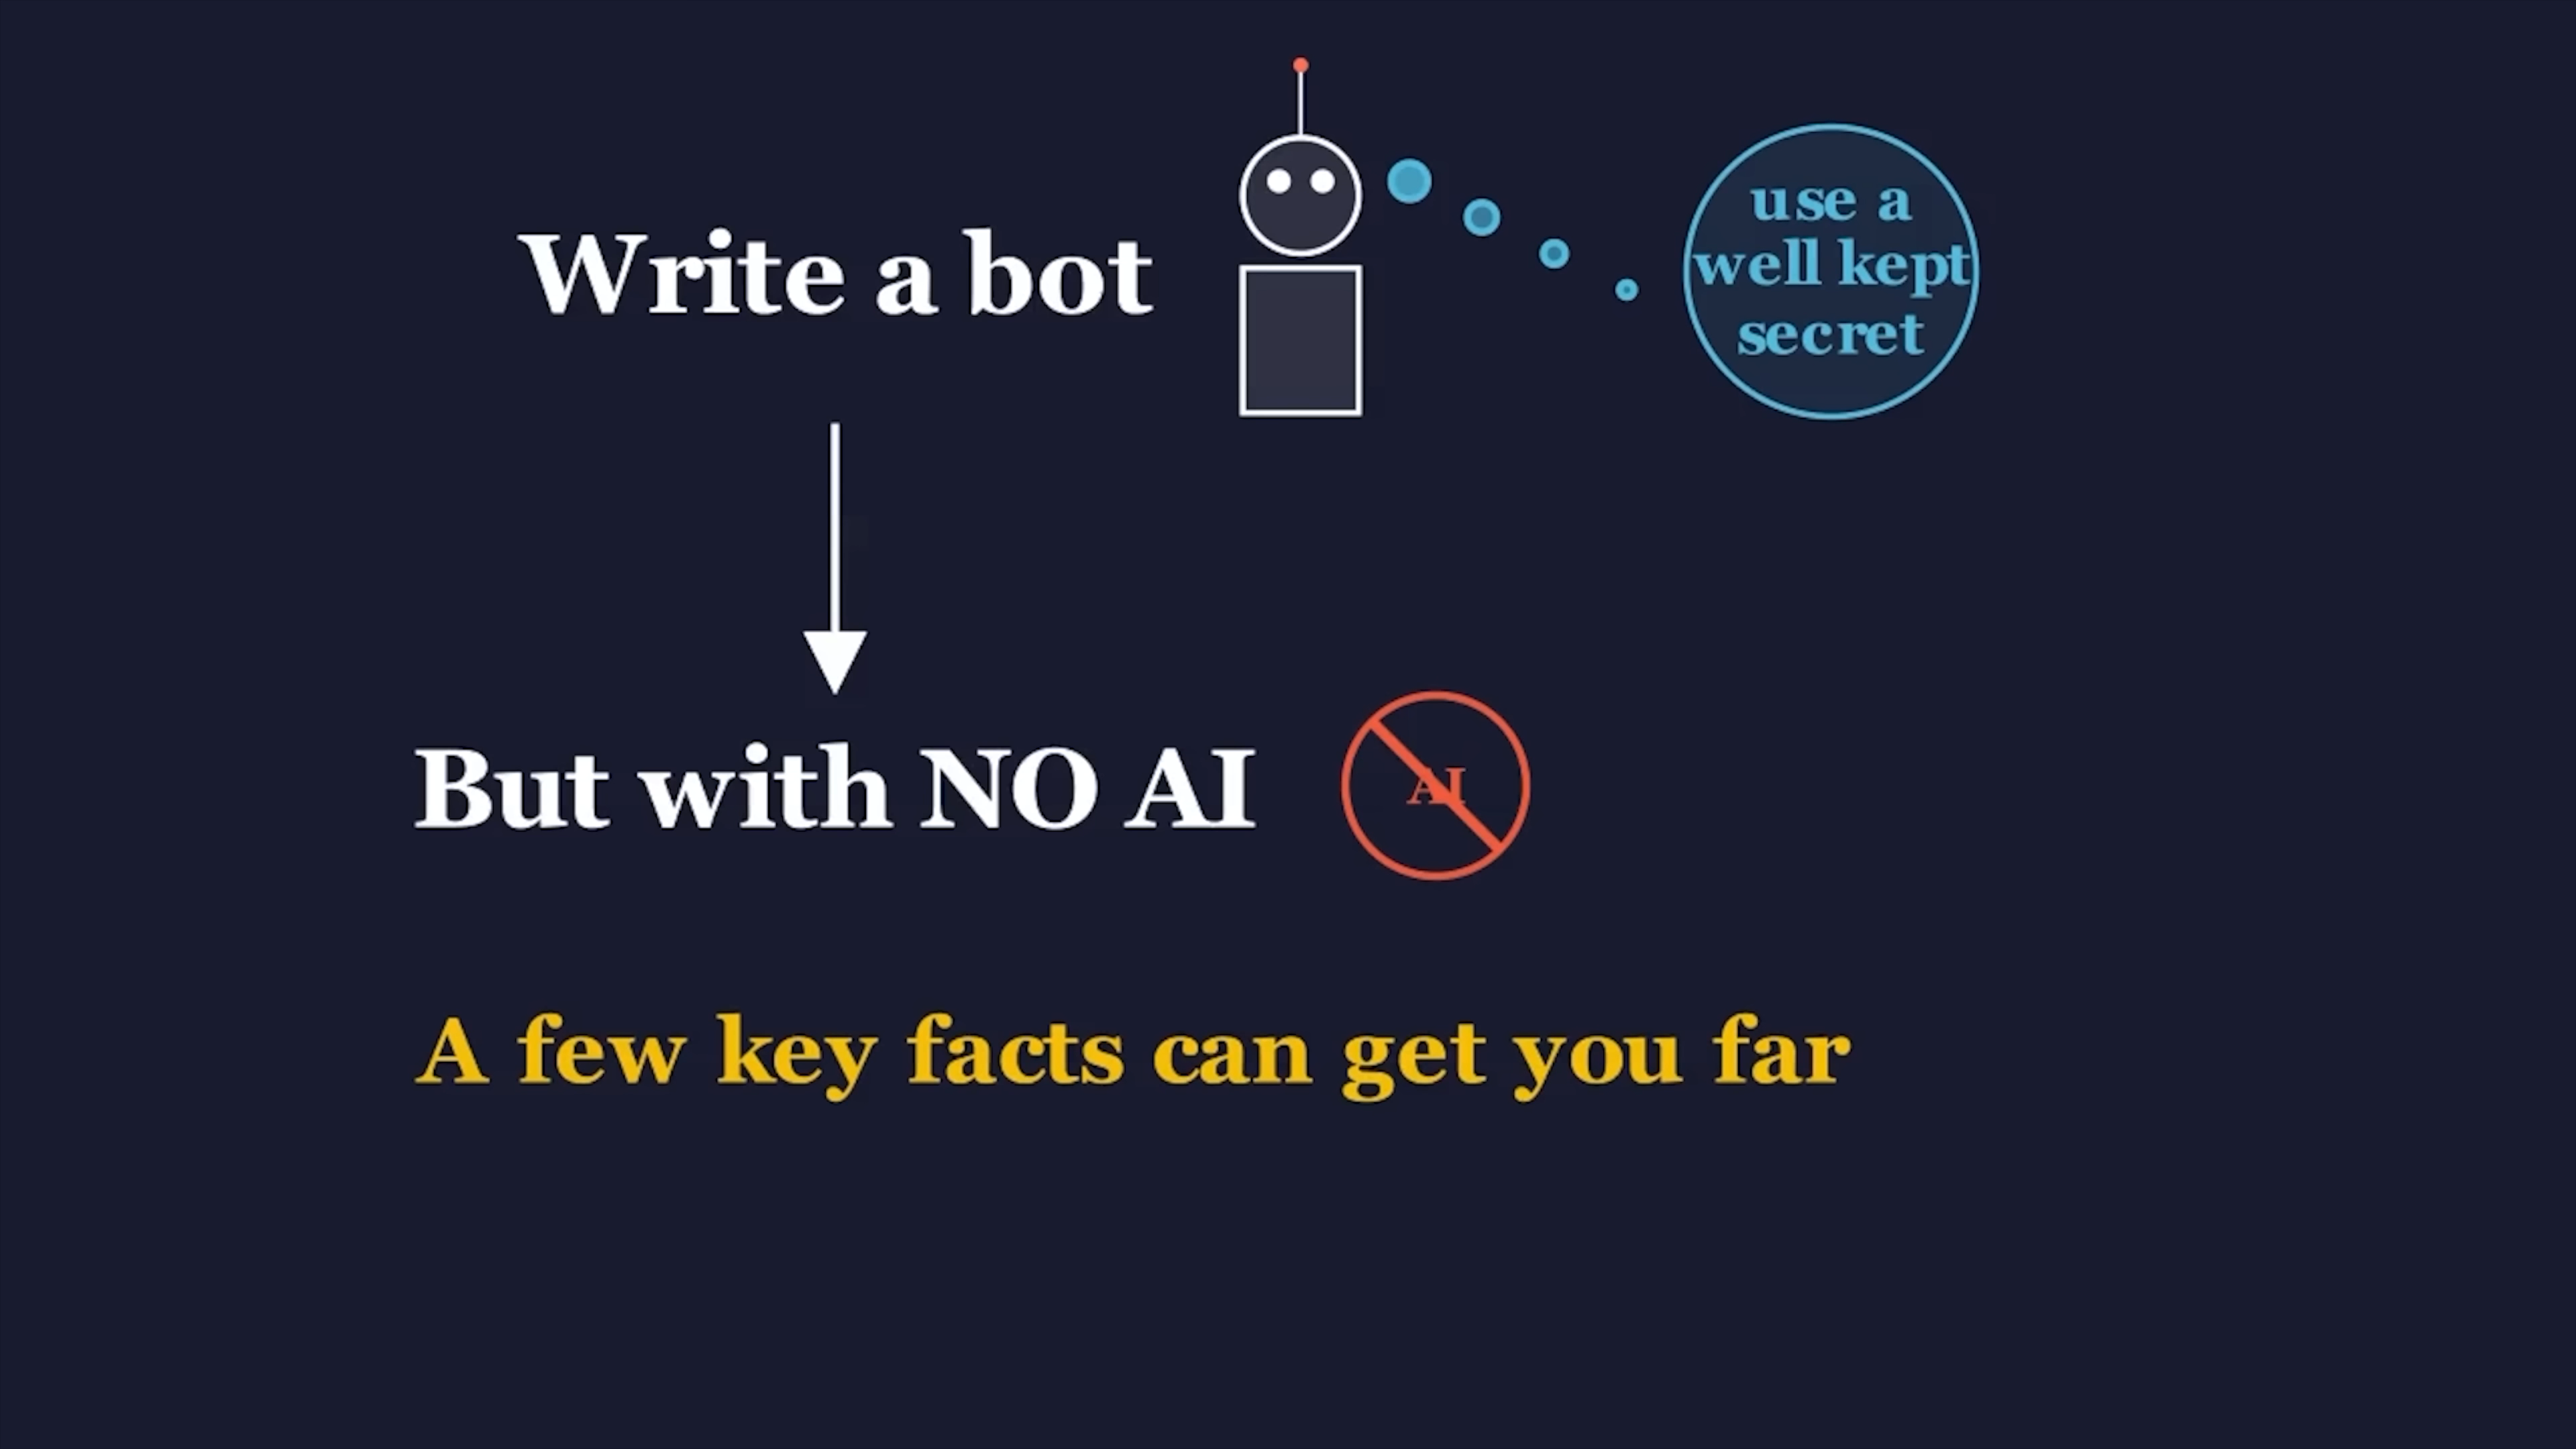 Write a bot
use a
well kept
secret
But with NO AI
AI
A few key facts can get you far